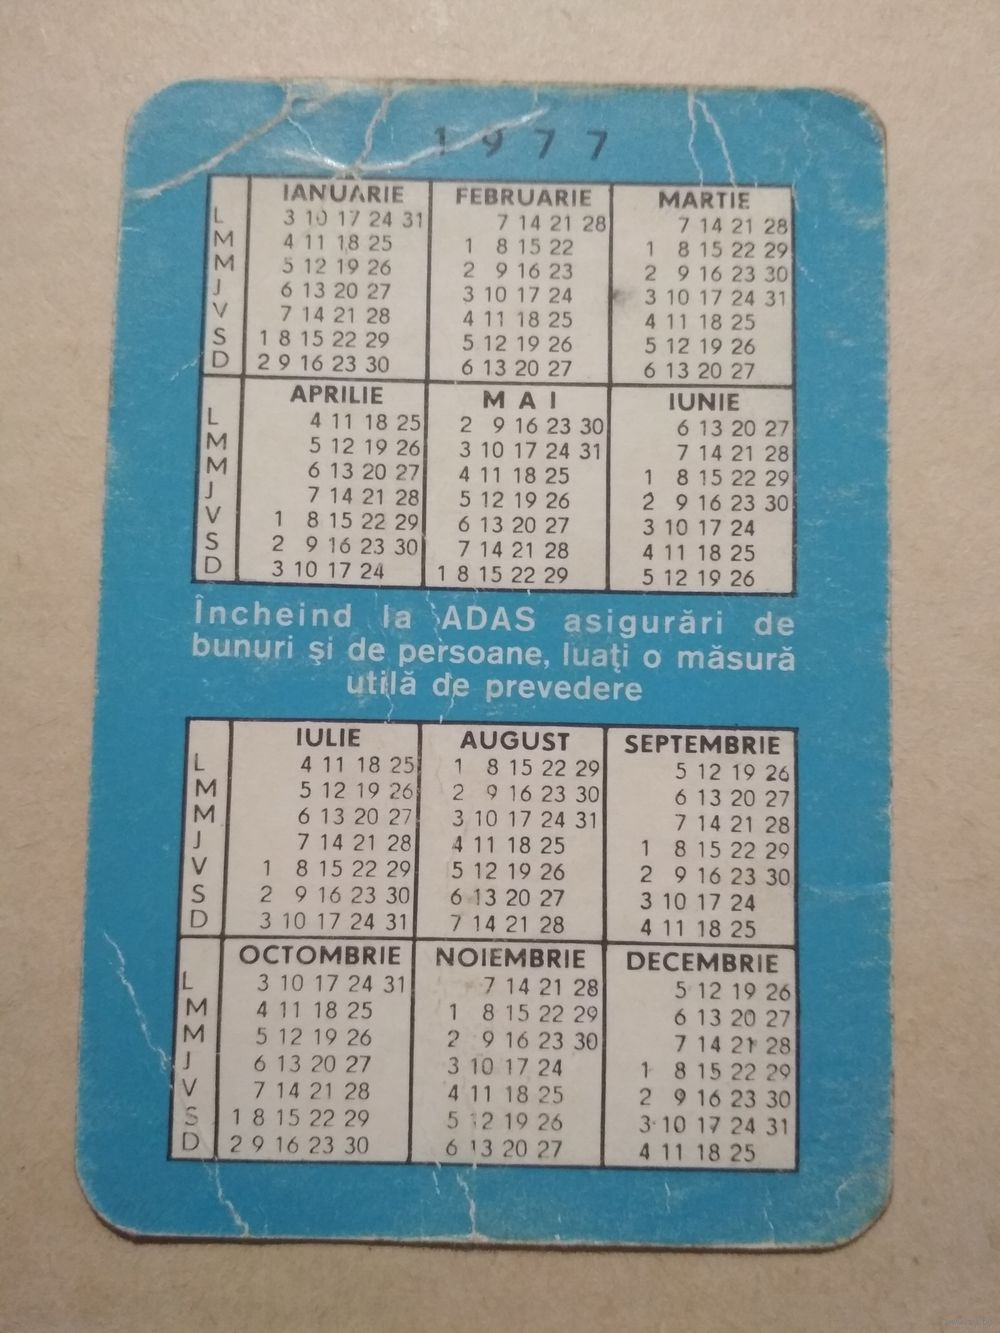 1977
IANUARIE FEBRUARIE MARTIE
L 3 10 17 24 31 7 14 21 28 7 14 21 28
M 4 11 18 25 1 8 15 22 1 8 15 22 29
M 5 12 19 26 2 9 16 23 2 9 16 23 30
J 6 13 20 27 3 10 17 24 3 10 17 24 31
V 7 14 21 28 4 11 18 25 4 11 18 25
S 1 8 15 22 29 5 12 19 26 5 12 19 26
D 2 9 16 23 30 6 13 20 27 6 13 20 27
APRILIE MAI IUNIE
L 4 11 18 25 2 9 16 23 30 6 13 20 27
M 5 12 19 26 3 10 17 24 31 7 14 21 28
M 6 13 20 27 4 11 18 25 1 8 15 22 29
J 7 14 21 28 5 12 19 26 2 9 16 23 30
V 1 8 15 22 29 6 13 20 27 3 10 17 24
S 2 9 16 23 30 7 14 21 28 4 11 18 25
D 3 10 17 24 1 8 15 22 29 5 12 19 26
Încheind la ADAS asigurări de
bunuri și de persoane, luați o măsură
utilă de prevedere
IULIE AUGUST SEPTEMBRIE
L 4 11 18 25 1 8 15 22 29 5 12 19 26
M 5 12 19 26 2 9 16 23 30 6 13 20 27
M 6 13 20 27 3 10 17 24 31 7 14 21 28
J 7 14 21 28 4 11 18 25 1 8 15 22 29
V 1 8 15 22 29 5 12 19 26 2 9 16 23 30
S 2 9 16 23 30 6 13 20 27 3 10 17 24
D 3 10 17 24 31 7 14 21 28 4 11 18 25
OCTOMBRIE NOIEMBRIE DECEMBRIE
L 3 10 17 24 31 7 14 21 28 5 12 19 26
M 4 11 18 25 1 8 15 22 29 6 13 20 27
M 5 12 19 26 2 9 16 23 30 7 14 21 28
J 6 13 20 27 3 10 17 24 1 8 15 22 29
V 7 14 21 28 4 11 18 25 2 9 16 23 30
S 1 8 15 22 29 5 12 19 26 3 10 17 24 31
D 2 9 16 23 30 6 13 20 27 4 11 18 25